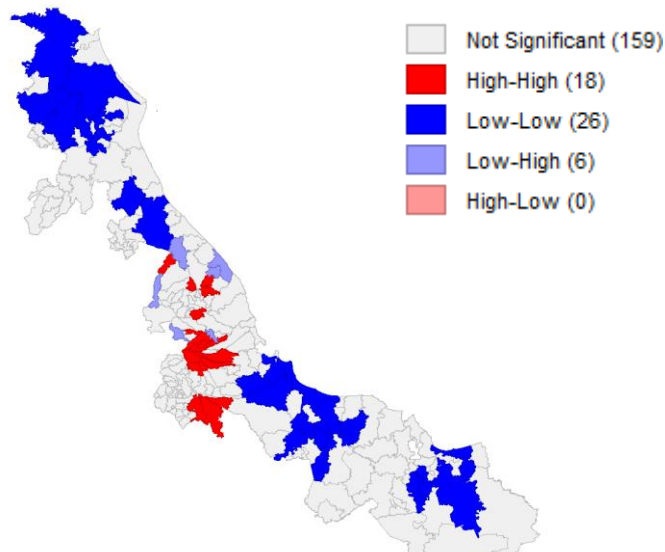 Not Significant (159)
High-High (18)
Low-Low (26)
Low-High (6)
High-Low (0)